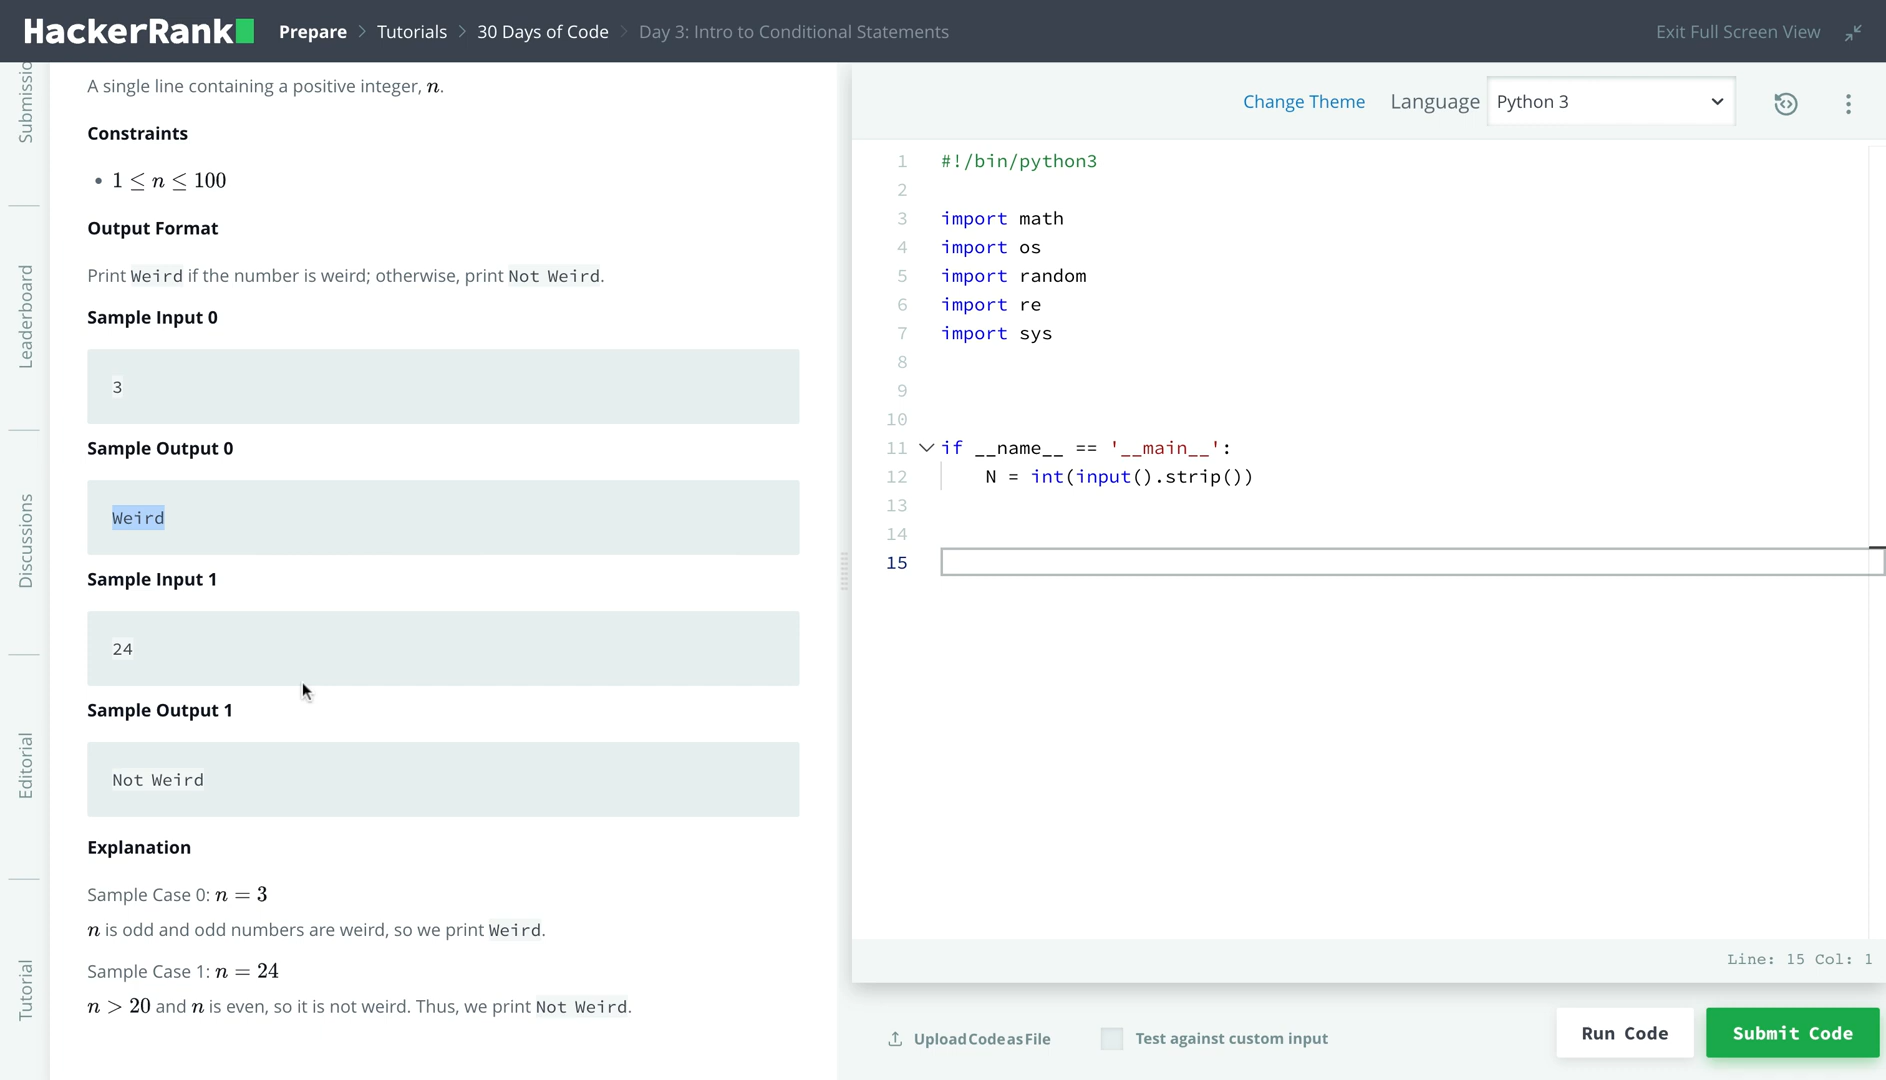 HackerRank Prepare > Tutorials > 30 Days of Code > Day 3: Intro to Conditional Statements Exit Full Screen View
Leaderboard
Discussions
Editorial
Tutorial
A single line containing a positive integer, n.
Constraints
• 1 ≤ n ≤ 100
Output Format
Print Weird if the number is weird; otherwise, print Not Weird.
Sample Input 0
3
Sample Output 0
Weird
Sample Input 1
24
Sample Output 1
Not Weird
Explanation
Sample Case 0: n = 3
n is odd and odd numbers are weird, so we print Weird.
Sample Case 1: n = 24
n > 20 and n is even, so it is not weird. Thus, we print Not Weird.
Change Theme Language Python 3
1 #!/bin/python3
2
3 import math
4 import os
5 import random
6 import re
7 import sys
8
9
10
11 if __name__ == '__main__':
12 N = int(input().strip())
13
14
15
Line: 15 Col: 1
Upload Code as File Test against custom input Run Code Submit Code